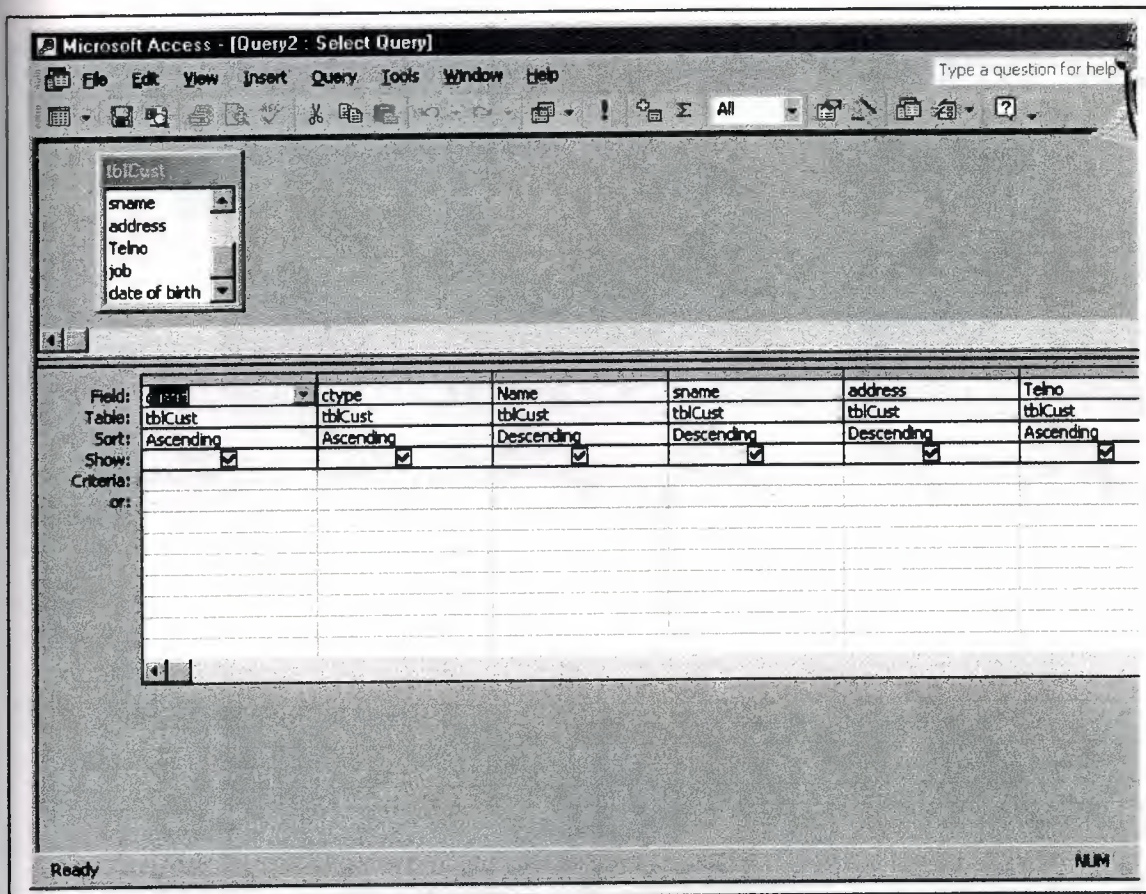 Microsoft Access - [Query2 : Select Query]
File Edit View Insert Query Tools Window Help
Type a question for help
All
tblCust
sname
address
Telno
job
date of birth
Field: ctype Name sname address Telno
Table: tblCust tblCust tblCust tblCust tblCust tblCust
Sort: Ascending Ascending Descending Descending Descending Ascending
Show:
Criteria:
or:
Ready NUM